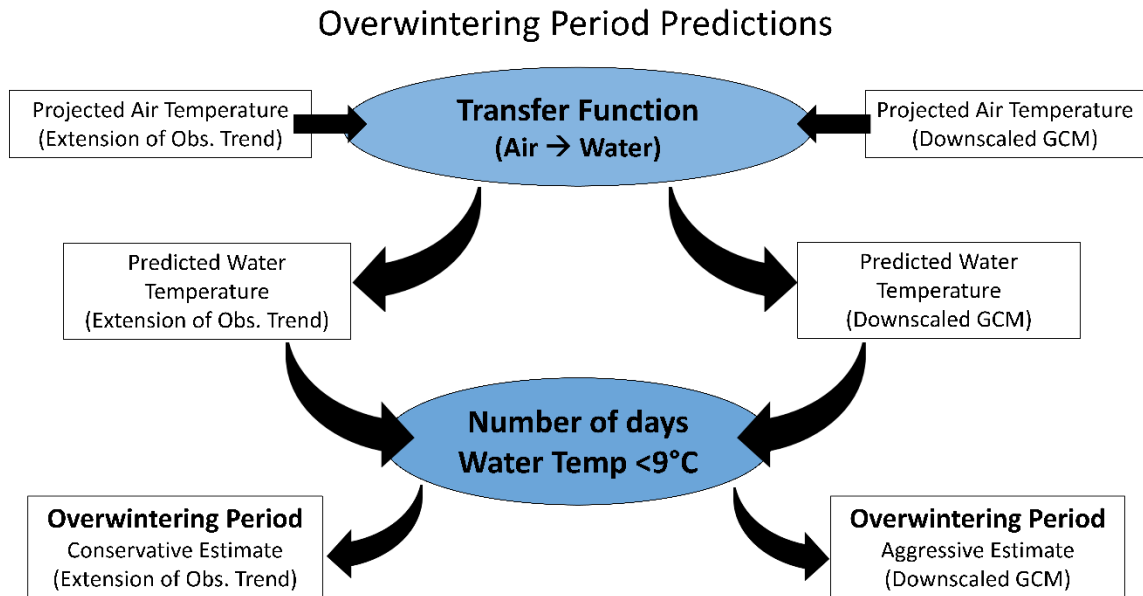 Overwintering Period Predictions
Projected Air Temperature
(Extension of Obs. Trend)
Transfer Function
(Air → Water)
Projected Air Temperature
(Downscaled GCM)
Predicted Water
Temperature
(Extension of Obs. Trend)
Predicted Water
Temperature
(Downscaled GCM)
Number of days
Water Temp <9°C
Overwintering Period
Conservative Estimate
(Extension of Obs. Trend)
Overwintering Period
Aggressive Estimate
(Downscaled GCM)